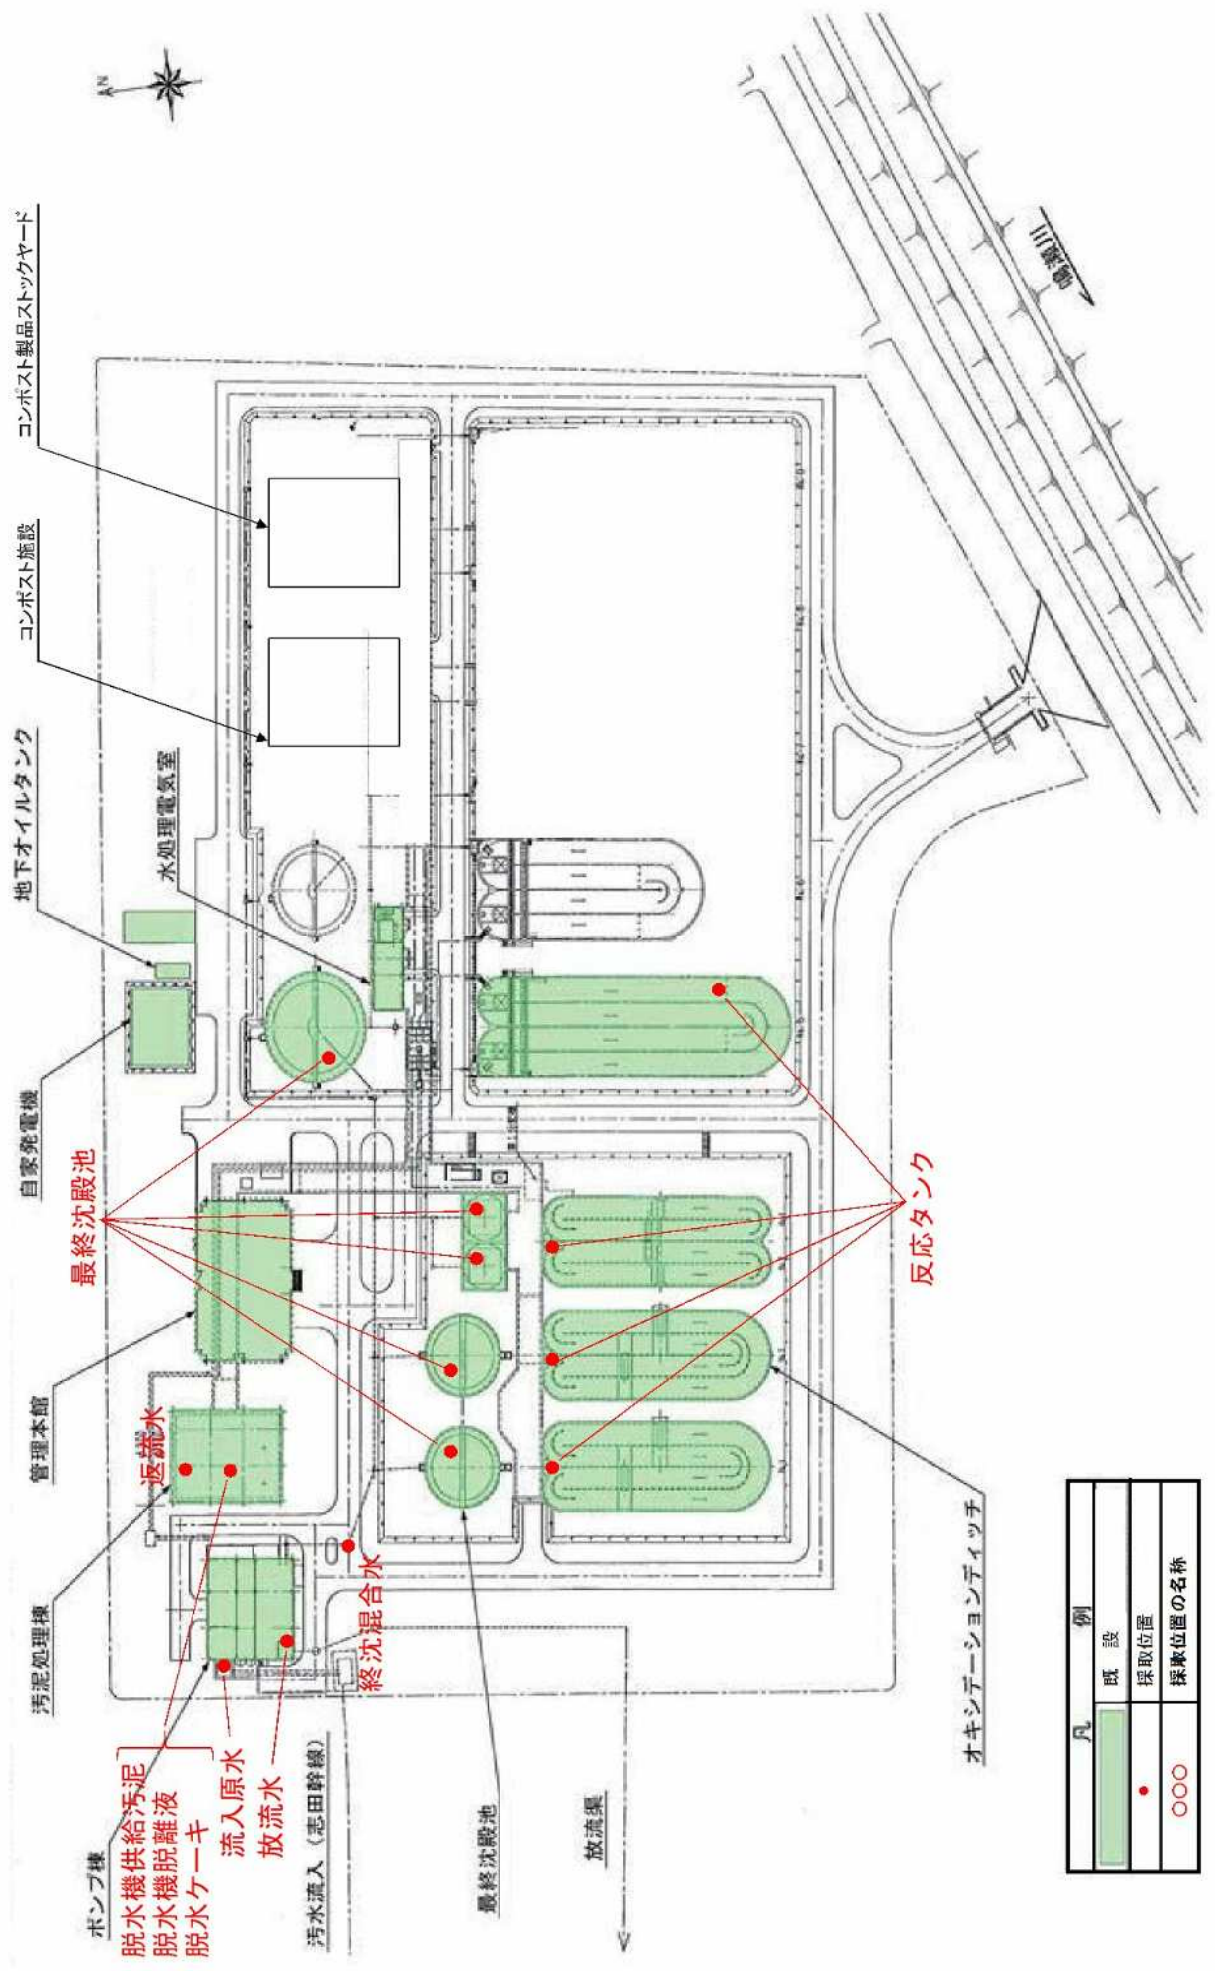 N
コンポスト製品ストックヤード
コンポスト施設
地下オイルタンク
水処理電気室
自家発電機
最終沈殿池
管理本館
返流水
汚泥処理棟
ポンプ棟
脱水機供給汚泥
脱水機脱離液
脱水ケーキ
流入原水
放流水
終沈混合水
汚水流入(志田幹線)
最終沈殿池
放流渠
反応タンク
オキシデーションディッチ
鳴瀬川
凡 例
既 設
採取位置
○○○ 採取位置の名称